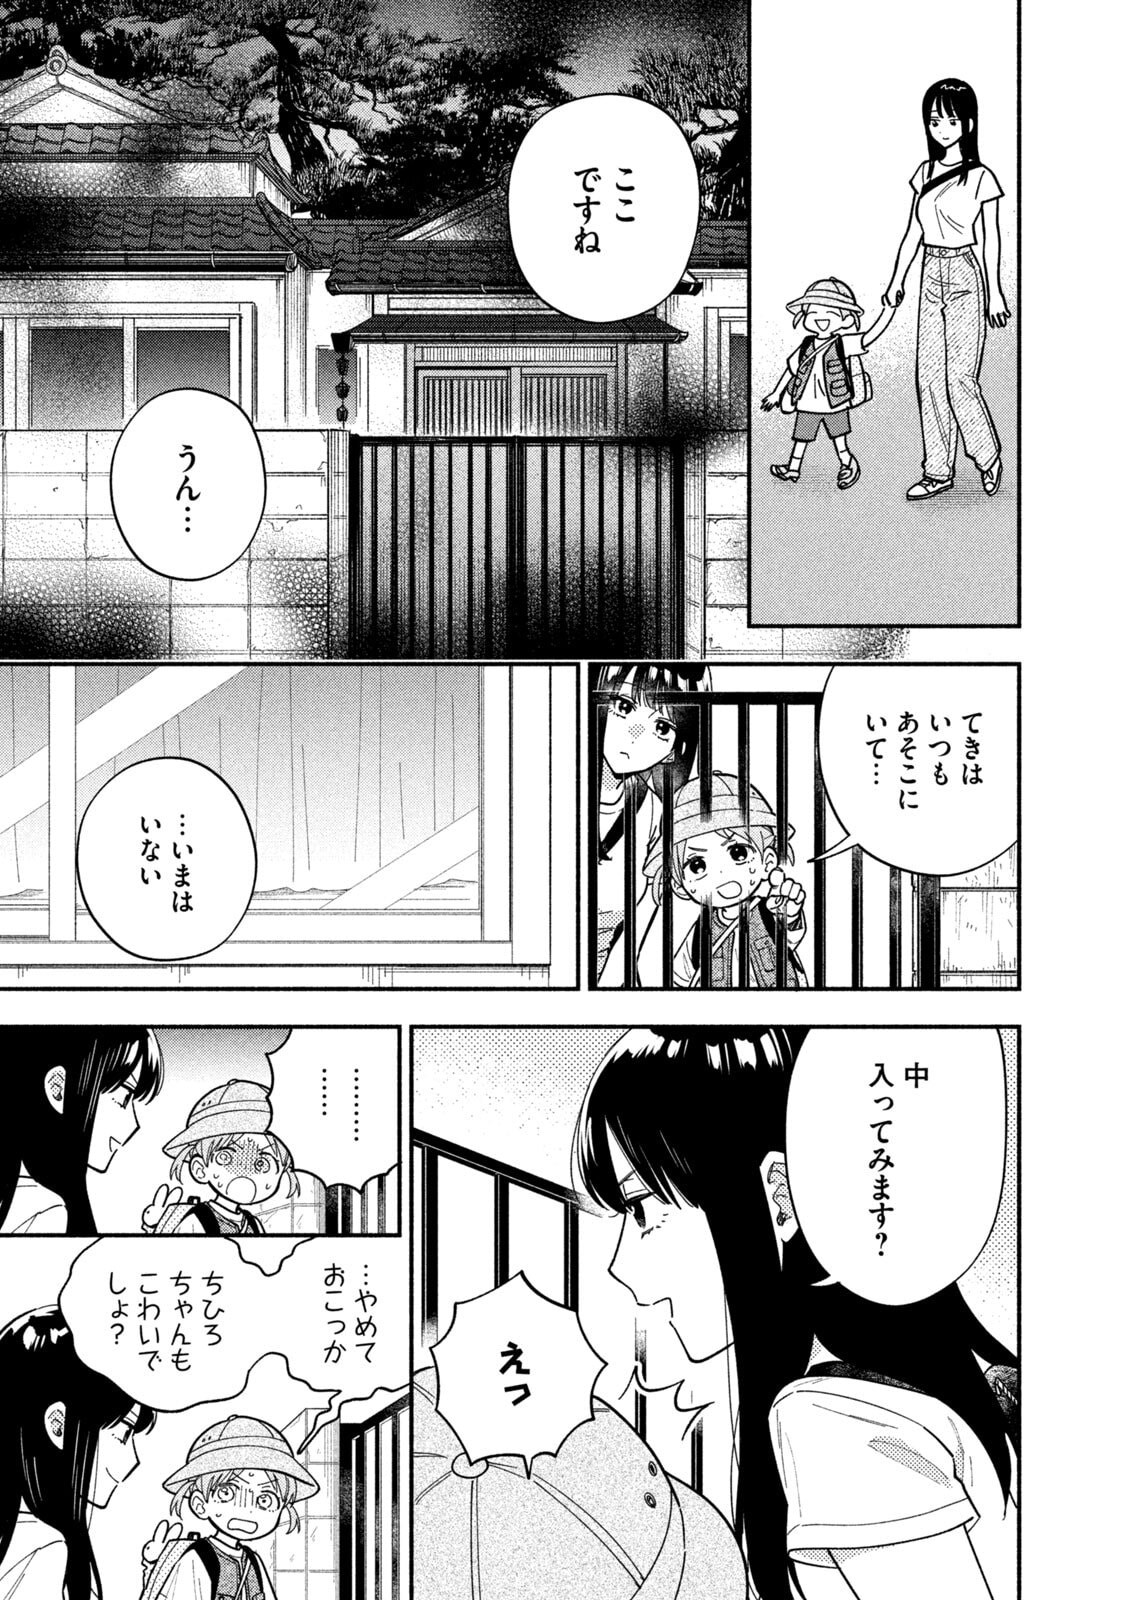 ここ
ですね
うん…
てきは
いつも
あそこに
いて…
…いまは
いない
中
入ってみます?
えっ
………
………
…やめて
おこっか
ちひろ
ちゃんも
こわいで
しょ?